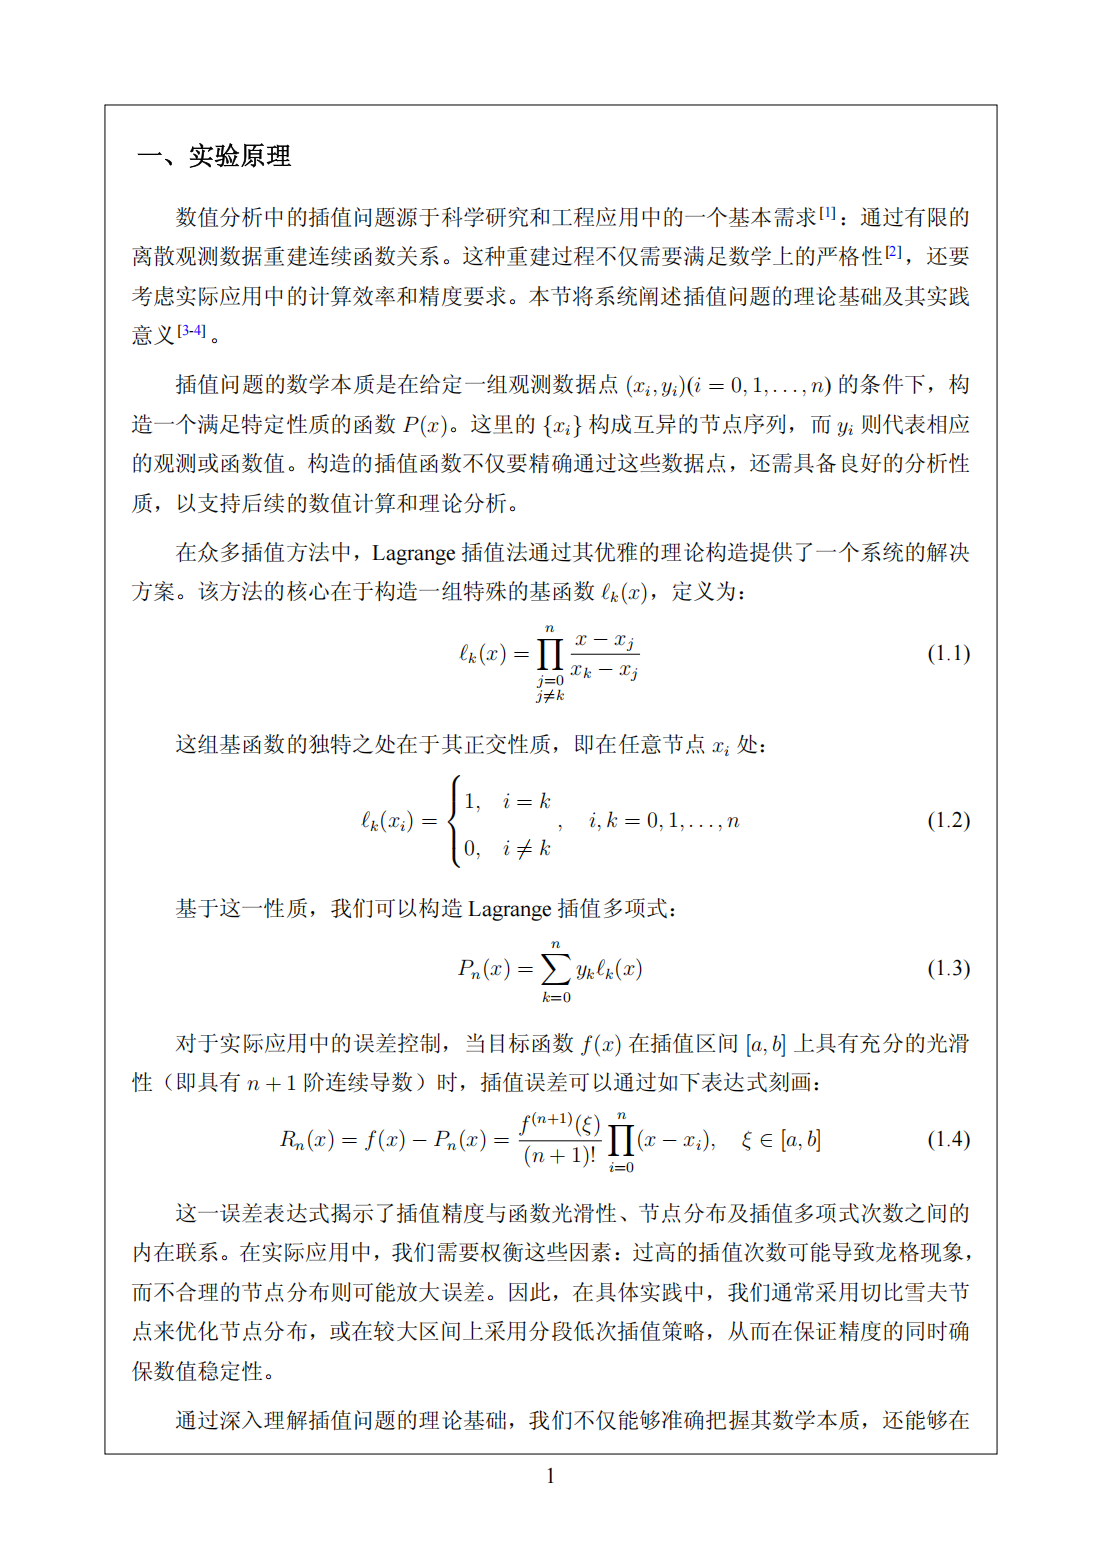 一、实验原理
数值分析中的插值问题源于科学研究和工程应用中的一个基本需求[1]：通过有限的
离散观测数据重建连续函数关系。这种重建过程不仅需要满足数学上的严格性[2]，还要
考虑实际应用中的计算效率和精度要求。本节将系统阐述插值问题的理论基础及其实践
意义[3-4]。
插值问题的数学本质是在给定一组观测数据点 (x_i, y_i)(i = 0, 1, . . . , n) 的条件下，构
造一个满足特定性质的函数 P(x)。这里的 {x_i} 构成互异的节点序列，而 y_i 则代表相应
的观测或函数值。构造的插值函数不仅要精确通过这些数据点，还需具备良好的分析性
质，以支持后续的数值计算和理论分析。
在众多插值方法中，Lagrange 插值法通过其优雅的理论构造提供了一个系统的解决
方案。该方法的核心在于构造一组特殊的基函数 ℓ_k(x)，定义为：
ℓ_k(x) = ∏_{j=0, j≠k}^{n} (x − x_j)/(x_k − x_j) (1.1)
这组基函数的独特之处在于其正交性质，即在任意节点 x_i 处：
ℓ_k(x_i) = { 1, i = k; 0, i ≠ k , i, k = 0, 1, . . . , n (1.2)
基于这一性质，我们可以构造 Lagrange 插值多项式：
P_n(x) = ∑_{k=0}^{n} y_k ℓ_k(x) (1.3)
对于实际应用中的误差控制，当目标函数 f(x) 在插值区间 [a, b] 上具有充分的光滑
性（即具有 n + 1 阶连续导数）时，插值误差可以通过如下表达式刻画：
R_n(x) = f(x) − P_n(x) = f^{(n+1)}(ξ)/(n + 1)! ∏_{i=0}^{n} (x − x_i), ξ ∈ [a, b] (1.4)
这一误差表达式揭示了插值精度与函数光滑性、节点分布及插值多项式次数之间的
内在联系。在实际应用中，我们需要权衡这些因素：过高的插值次数可能导致龙格现象，
而不合理的节点分布则可能放大误差。因此，在具体实践中，我们通常采用切比雪夫节
点来优化节点分布，或在较大区间上采用分段低次插值策略，从而在保证精度的同时确
保数值稳定性。
通过深入理解插值问题的理论基础，我们不仅能够准确把握其数学本质，还能够在
1